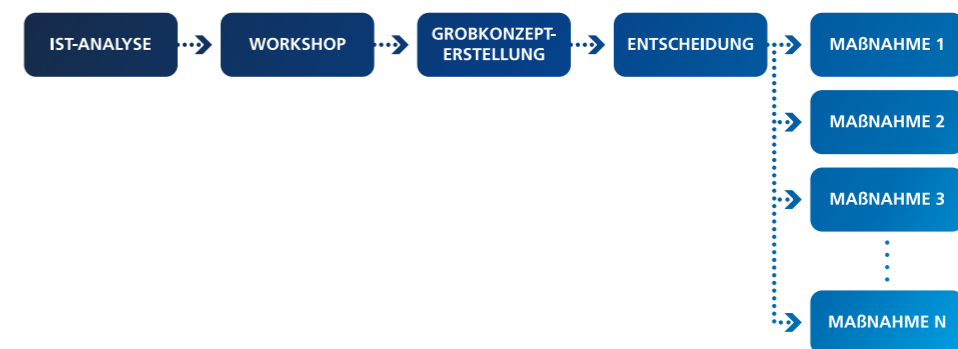 IST-ANALYSE
WORKSHOP
GROBKONZEPT-
ERSTELLUNG
ENTSCHEIDUNG
MAẞNAHME 1
MAẞNAHME 2
MAẞNAHME 3
MAẞNAHME N